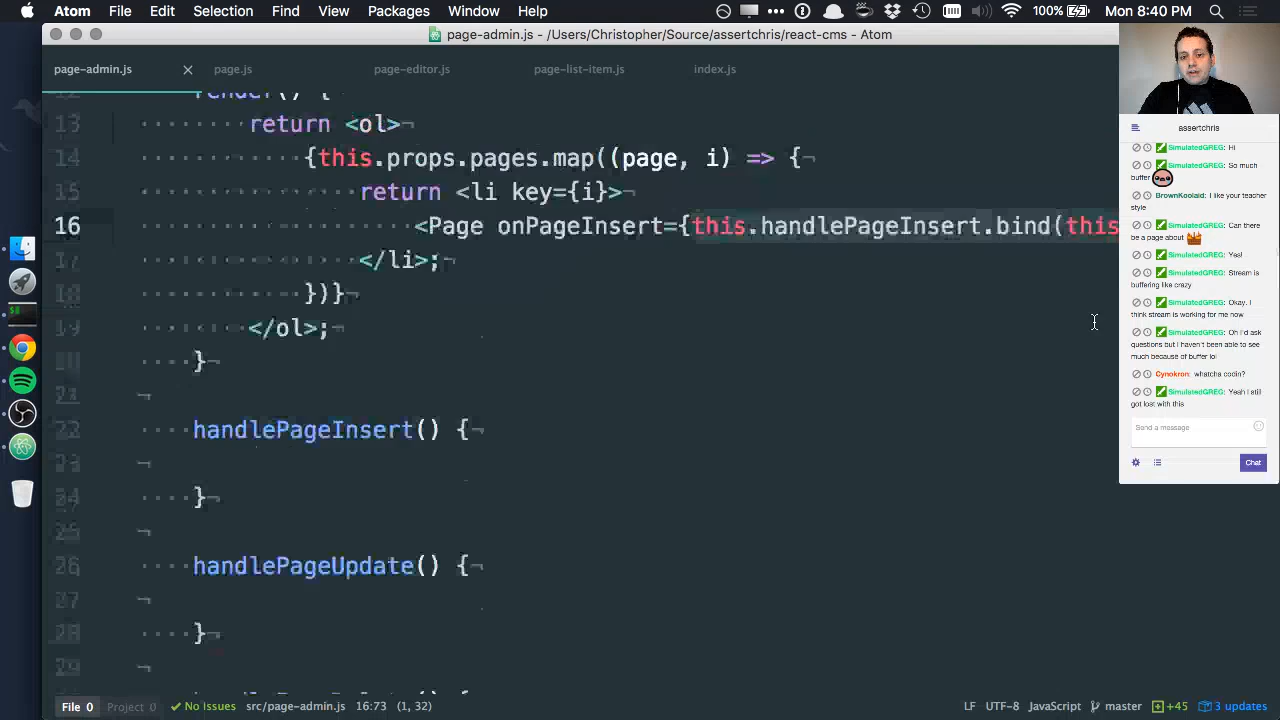 Atom File Edit Selection Find View Packages Window Help 100% Mon 8:40 PM
page-admin.js - /Users/Christopher/Source/assertchris/react-cms - Atom
page-admin.js page.js page-editor.js page-list-item.js index.js
render() {
13 return <ol>¬
14 {this.props.pages.map((page, i) => {¬
15 return <li key={i}>¬
16 <Page onPageInsert={this.handlePageInsert.bind(this
17 </li>;¬
18 })}¬
19 </ol>;¬
}¬
¬
22 handlePageInsert() {¬
23 ¬
24 }¬
25 ¬
26 handlePageUpdate() {¬
27 ¬
28 }¬
29 ¬
File 0 Project 0 No Issues src/page-admin.js 16:73 (1, 32) LF UTF-8 JavaScript master +45 3 updates
assertchris
SimulatedGREG: Hi
SimulatedGREG: So much
buffer
BrownKoolaid: I like your teacher
style
SimulatedGREG: Can there
be a page about
SimulatedGREG: Yes!
SimulatedGREG: Stream is
buffering like crazy
SimulatedGREG: Okay. I
think stream is working for me now
SimulatedGREG: Oh I'd ask
questions but I haven't been able to see
much because of buffer lol
Cynokron: whatcha codin?
SimulatedGREG: Yeah I still
got lost with this
Send a message
Chat